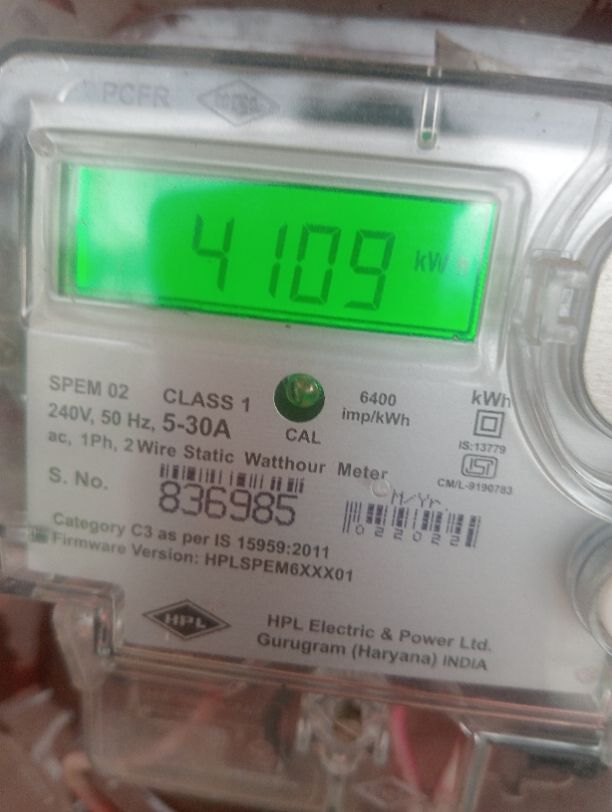 PCFR
4109 kW
SPEM 02
CLASS 1
6400
imp/kWh
kWh
240V, 50 Hz, 5-30A
CAL
IS:13779
ac, 1Ph, 2 Wire Static Watthour Meter
ISI
CM/L-9190783
S. No.
836985
M/Yr
022022
Category C3 as per IS 15959:2011
Firmware Version: HPLSPEM6XXX01
HPL
HPL Electric & Power Ltd.
Gurugram (Haryana) INDIA